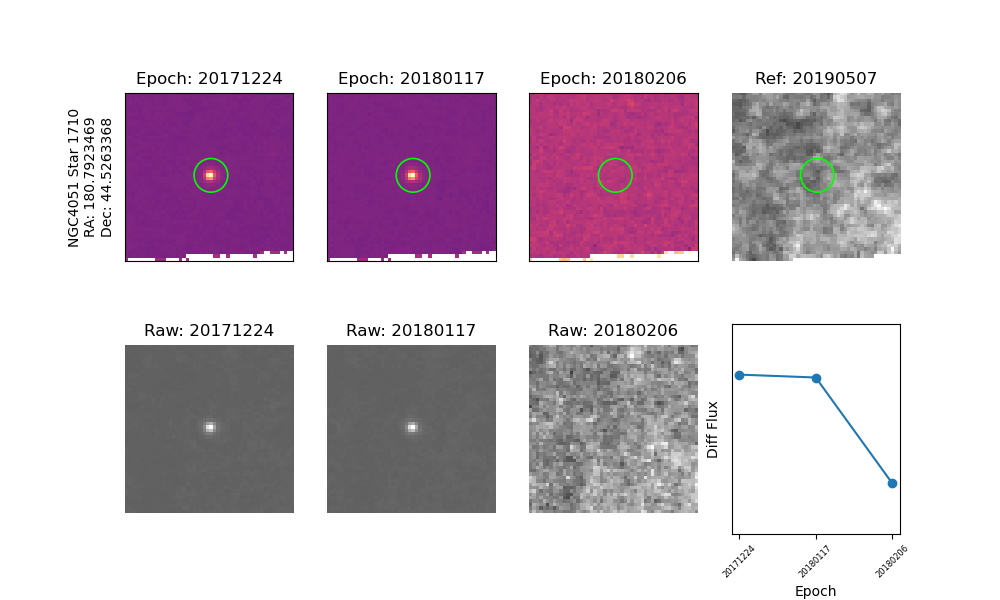 Epoch: 20171224
Epoch: 20180117
Epoch: 20180206
Ref: 20190507
NGC4051 Star 1710
RA: 180.7923469
Dec: 44.5263368
Raw: 20171224
Raw: 20180117
Raw: 20180206
Diff Flux
20171224
20180117
20180206
Epoch